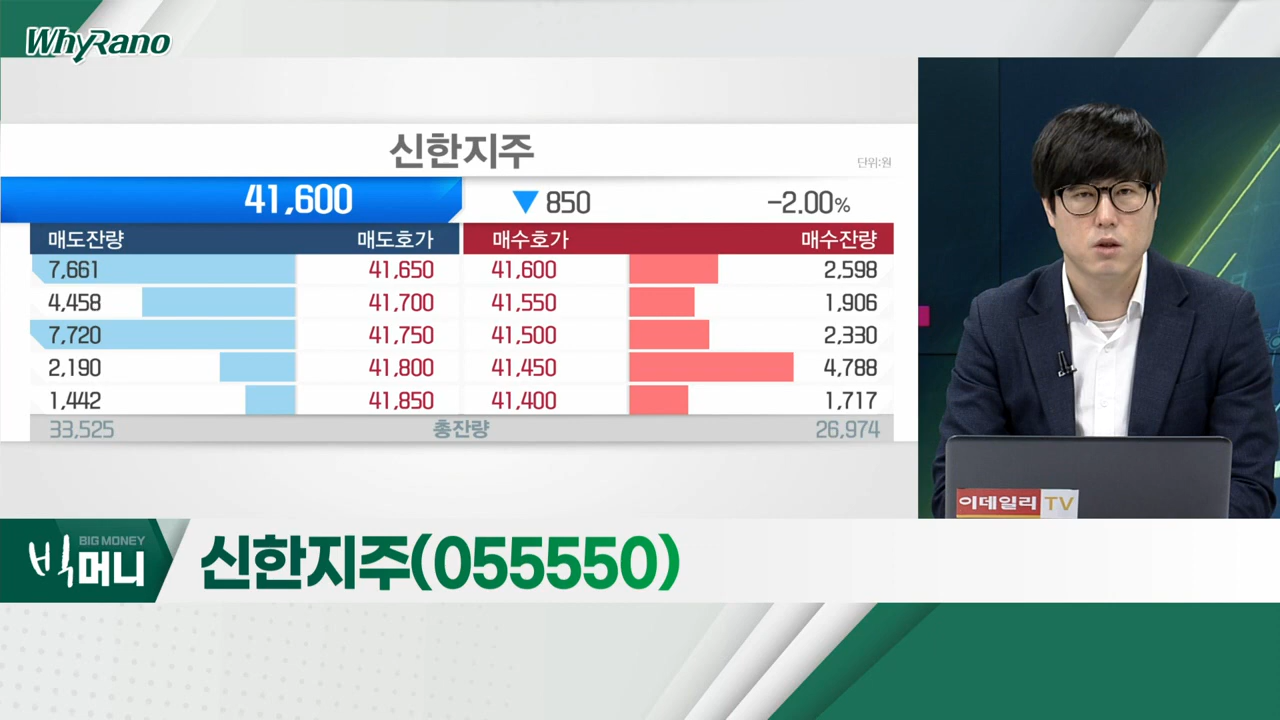 WhyRano
신한지주
단위:원
41,600 ▼ 850 -2.00%
매도잔량 매도호가 매수호가 매수잔량
7,661 41,650 41,600 2,598
4,458 41,700 41,550 1,906
7,720 41,750 41,500 2,330
2,190 41,800 41,450 4,788
1,442 41,850 41,400 1,717
33,525 총잔량 26,974
이데일리 TV
BIG MONEY
빅머니
신한지주(055550)